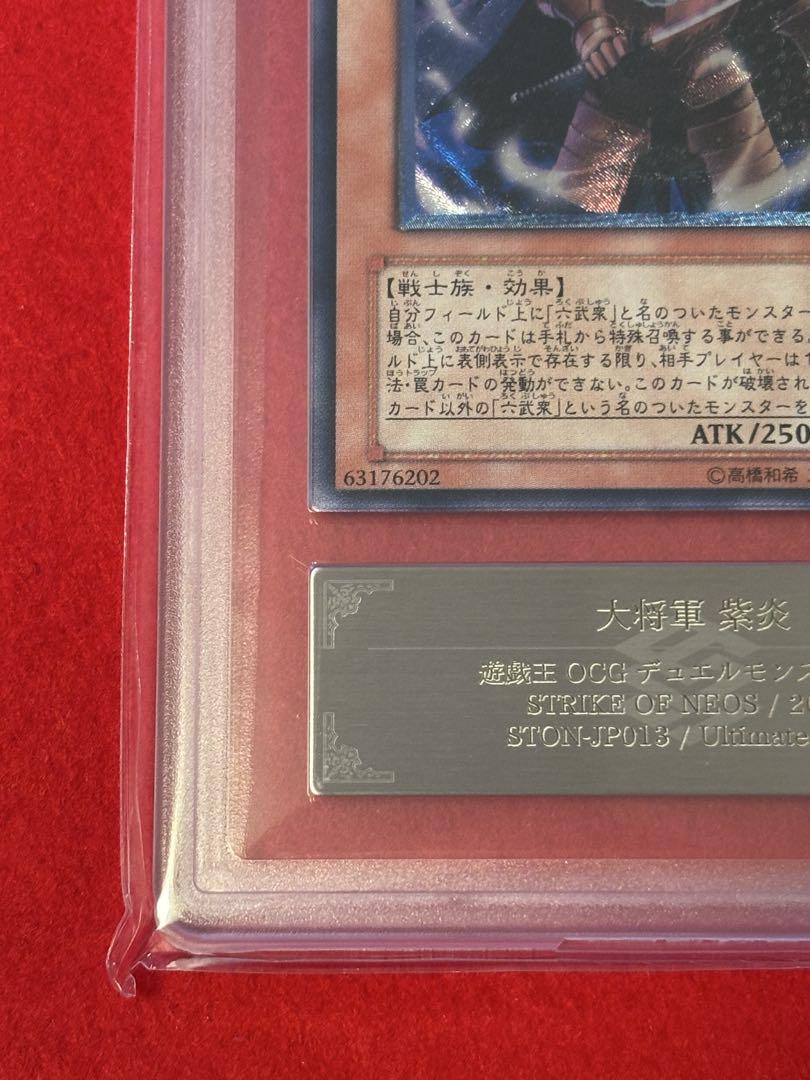 【戦士族・効果】
自分フィールド上に「六武衆」と名のついたモンスター
場合、このカードは手札から特殊召喚する事ができる。
ルド上に表側表示で存在する限り、相手プレイヤーは1
法・罠カードの発動ができない。このカードが破壊され
カード以外の「六武衆」という名のついたモンスターを
ATK/250
63176202
©高橋和希
大将軍 紫炎
遊戯王 OCG デュエルモンス
STRIKE OF NEOS / 20
STON-JP013 / Ultimate